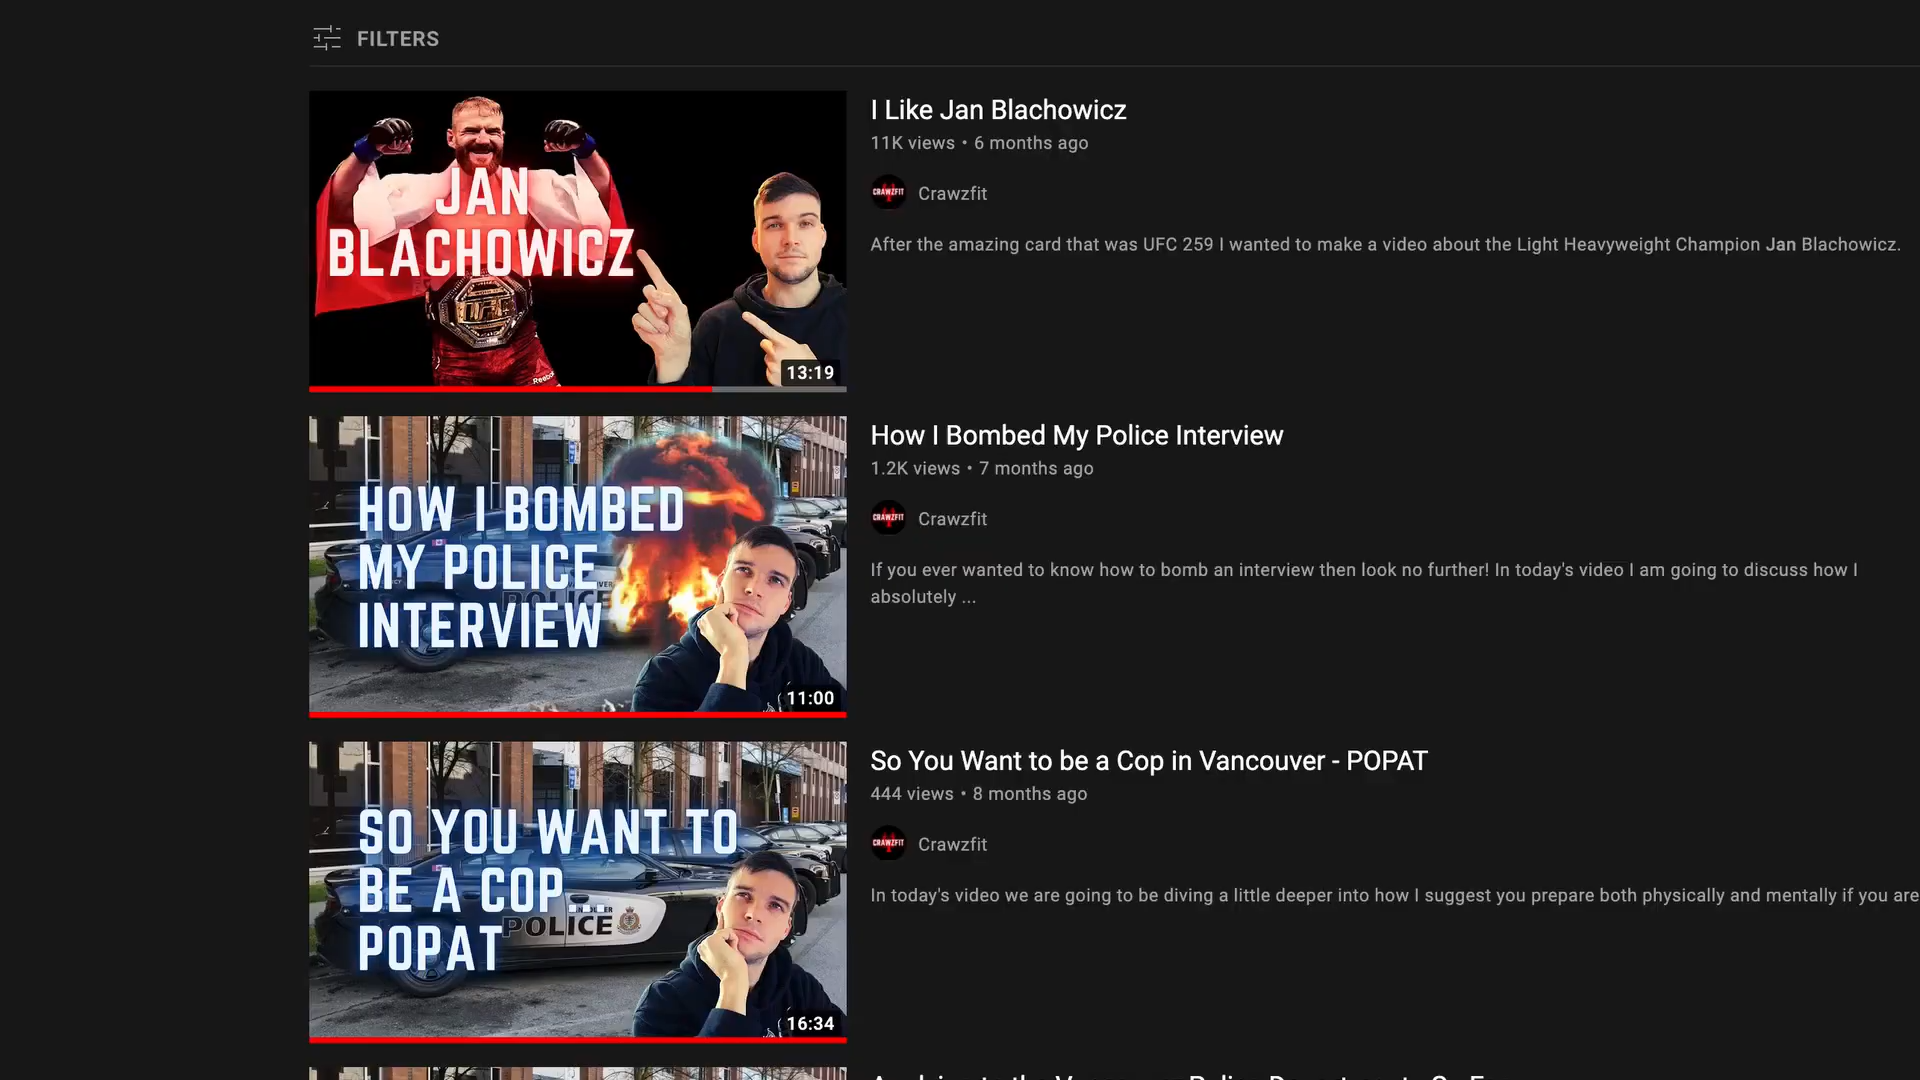 FILTERS
JAN
BLACHOWICZ
UFC
Reebok
13:19
I Like Jan Blachowicz
11K views • 6 months ago
CRAWZFIT
Crawzfit
After the amazing card that was UFC 259 I wanted to make a video about the Light Heavyweight Champion Jan Blachowicz.
HOW I BOMBED
MY POLICE
INTERVIEW
POLICE
11:00
How I Bombed My Police Interview
1.2K views • 7 months ago
CRAWZFIT
Crawzfit
If you ever wanted to know how to bomb an interview then look no further! In today's video I am going to discuss how I
absolutely ...
SO YOU WANT TO
BE A COP...
POPAT
POLICE
16:34
So You Want to be a Cop in Vancouver - POPAT
444 views • 8 months ago
CRAWZFIT
Crawzfit
In today's video we are going to be diving a little deeper into how I suggest you prepare both physically and mentally if you are